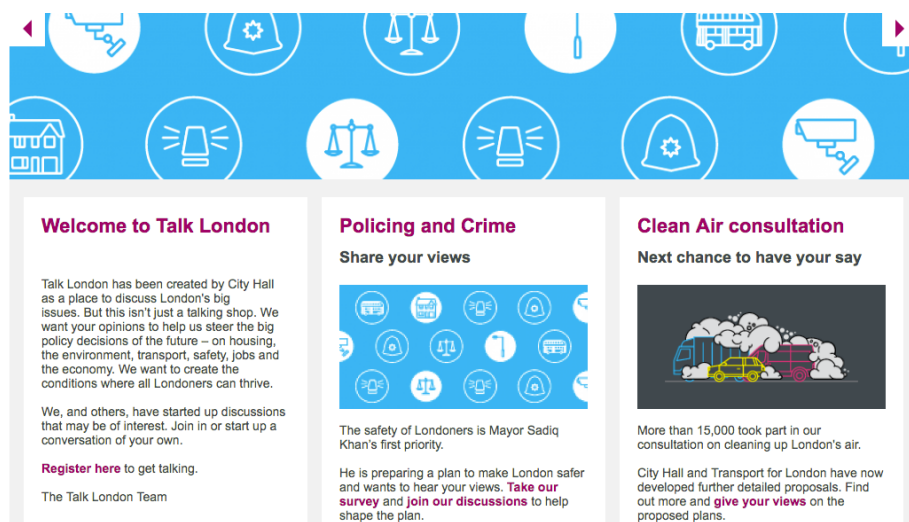 Welcome to Talk London
Talk London has been created by City Hall
as a place to discuss London's big
issues. But this isn't just a talking shop. We
want your opinions to help us steer the big
policy decisions of the future – on housing,
the environment, transport, safety, jobs and
the economy. We want to create the
conditions where all Londoners can thrive.
We, and others, have started up discussions
that may be of interest. Join in or start up a
conversation of your own.
Register here to get talking.
The Talk London Team
Policing and Crime
Share your views
The safety of Londoners is Mayor Sadiq
Khan's first priority.
He is preparing a plan to make London safer
and wants to hear your views. Take our
survey and join our discussions to help
shape the plan.
Clean Air consultation
Next chance to have your say
More than 15,000 took part in our
consultation on cleaning up London's air.
City Hall and Transport for London have now
developed further detailed proposals. Find
out more and give your views on the
proposed plans.